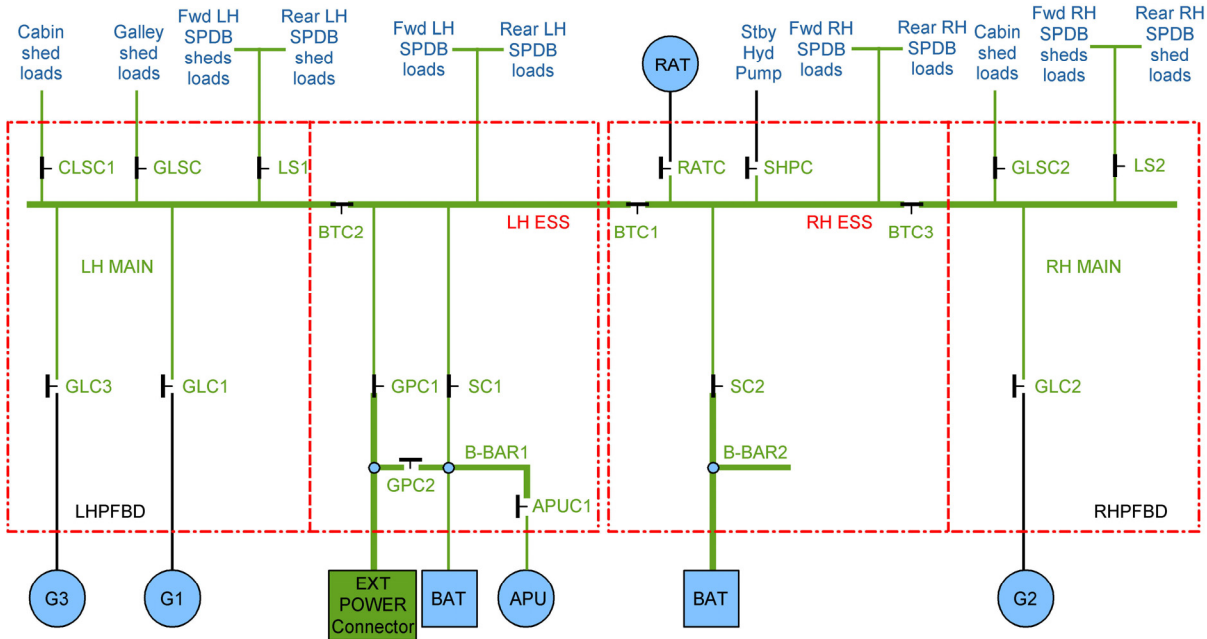 Cabin
shed
loads
Galley
shed
loads
Fwd LH
SPDB
sheds
loads
Rear LH
SPDB
shed
loads
Fwd LH
SPDB
loads
Rear LH
SPDB
loads
RAT
Stby
Hyd
Pump
Fwd RH
SPDB
loads
Rear RH
SPDB
loads
Cabin
shed
loads
Fwd RH
SPDB
sheds
loads
Rear RH
SPDB
shed
loads
CLSC1
GLSC
LS1
RATC
SHPC
GLSC2
LS2
BTC2
LH ESS
BTC1
RH ESS
BTC3
LH MAIN
RH MAIN
GLC3
GLC1
GPC1
SC1
SC2
GLC2
B-BAR1
B-BAR2
GPC2
APUC1
LHPFBD
RHPFBD
G3
G1
EXT
POWER
Connector
BAT
APU
BAT
G2